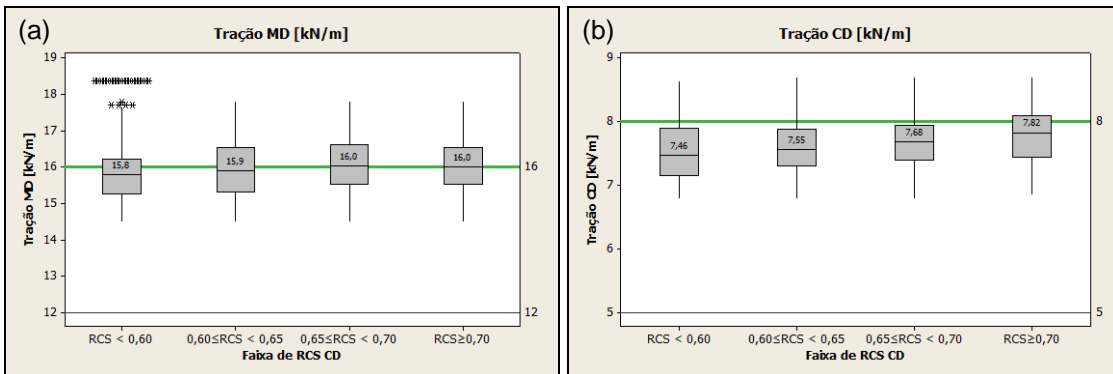 (a)
Tração MD [kN/m]
Tração MD [kN/m]
19
18
17
16
15
14
13
12
15,8
15,9
16,0
16,0
16
12
RCS < 0,60
0,60≤RCS < 0,65
0,65≤RCS < 0,70
RCS≥0,70
Faixa de RCS CD
(b)
Tração CD [kN/m]
Tração CD [kN/m]
9
8
7
6
5
7,46
7,55
7,68
7,82
8
5
RCS < 0,60
0,60≤RCS < 0,65
0,65≤RCS < 0,70
RCS≥0,70
Faixa de RCS CD